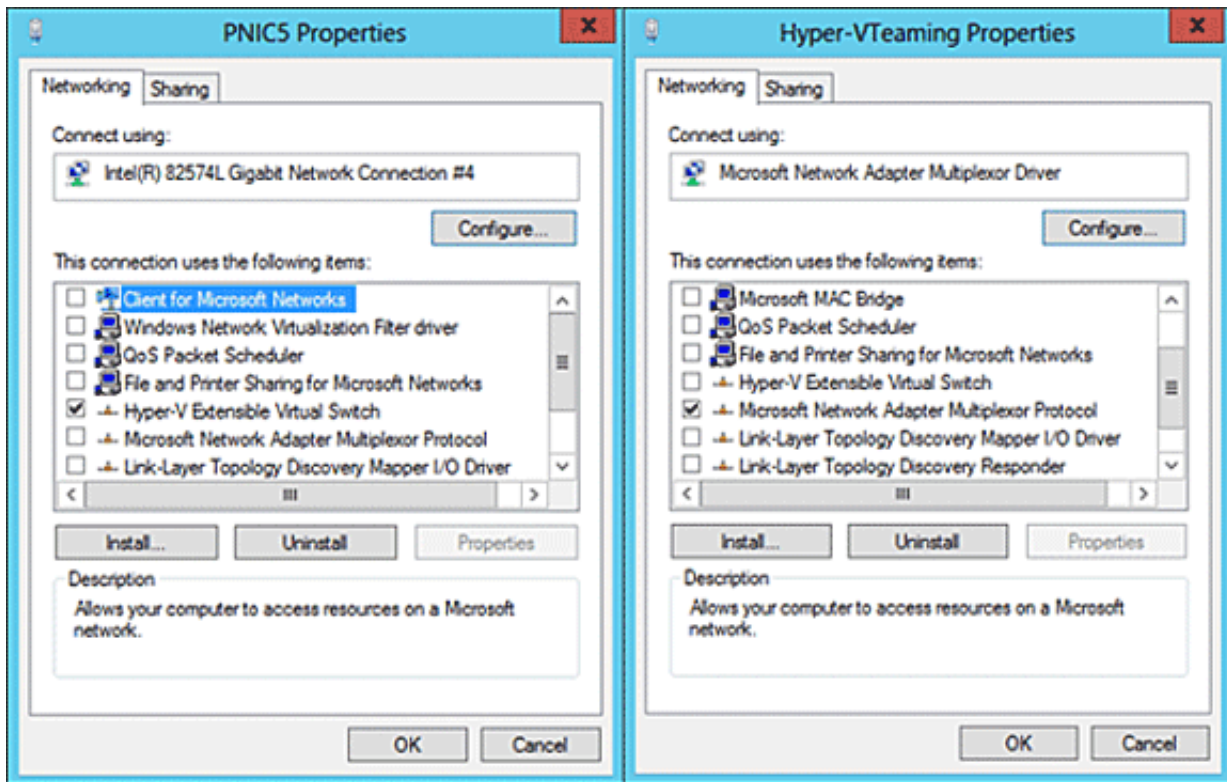 PNIC5 Properties
Networking
Sharing
Connect using:
Intel(R) 82574L Gigabit Network Connection #4
Configure...
This connection uses the following items:
Client for Microsoft Networks
Windows Network Virtualization Filter driver
QoS Packet Scheduler
File and Printer Sharing for Microsoft Networks
Hyper-V Extensible Virtual Switch
Microsoft Network Adapter Multiplexor Protocol
Link-Layer Topology Discovery Mapper I/O Driver
Install...
Uninstall
Properties
Description
Allows your computer to access resources on a Microsoft
network.
OK
Cancel
Hyper-VTeaming Properties
Networking
Sharing
Connect using:
Microsoft Network Adapter Multiplexor Driver
Configure...
This connection uses the following items:
Microsoft MAC Bridge
QoS Packet Scheduler
File and Printer Sharing for Microsoft Networks
Hyper-V Extensible Virtual Switch
Microsoft Network Adapter Multiplexor Protocol
Link-Layer Topology Discovery Mapper I/O Driver
Link-Layer Topology Discovery Responder
Install...
Uninstall
Properties
Description
Allows your computer to access resources on a Microsoft
network.
OK
Cancel